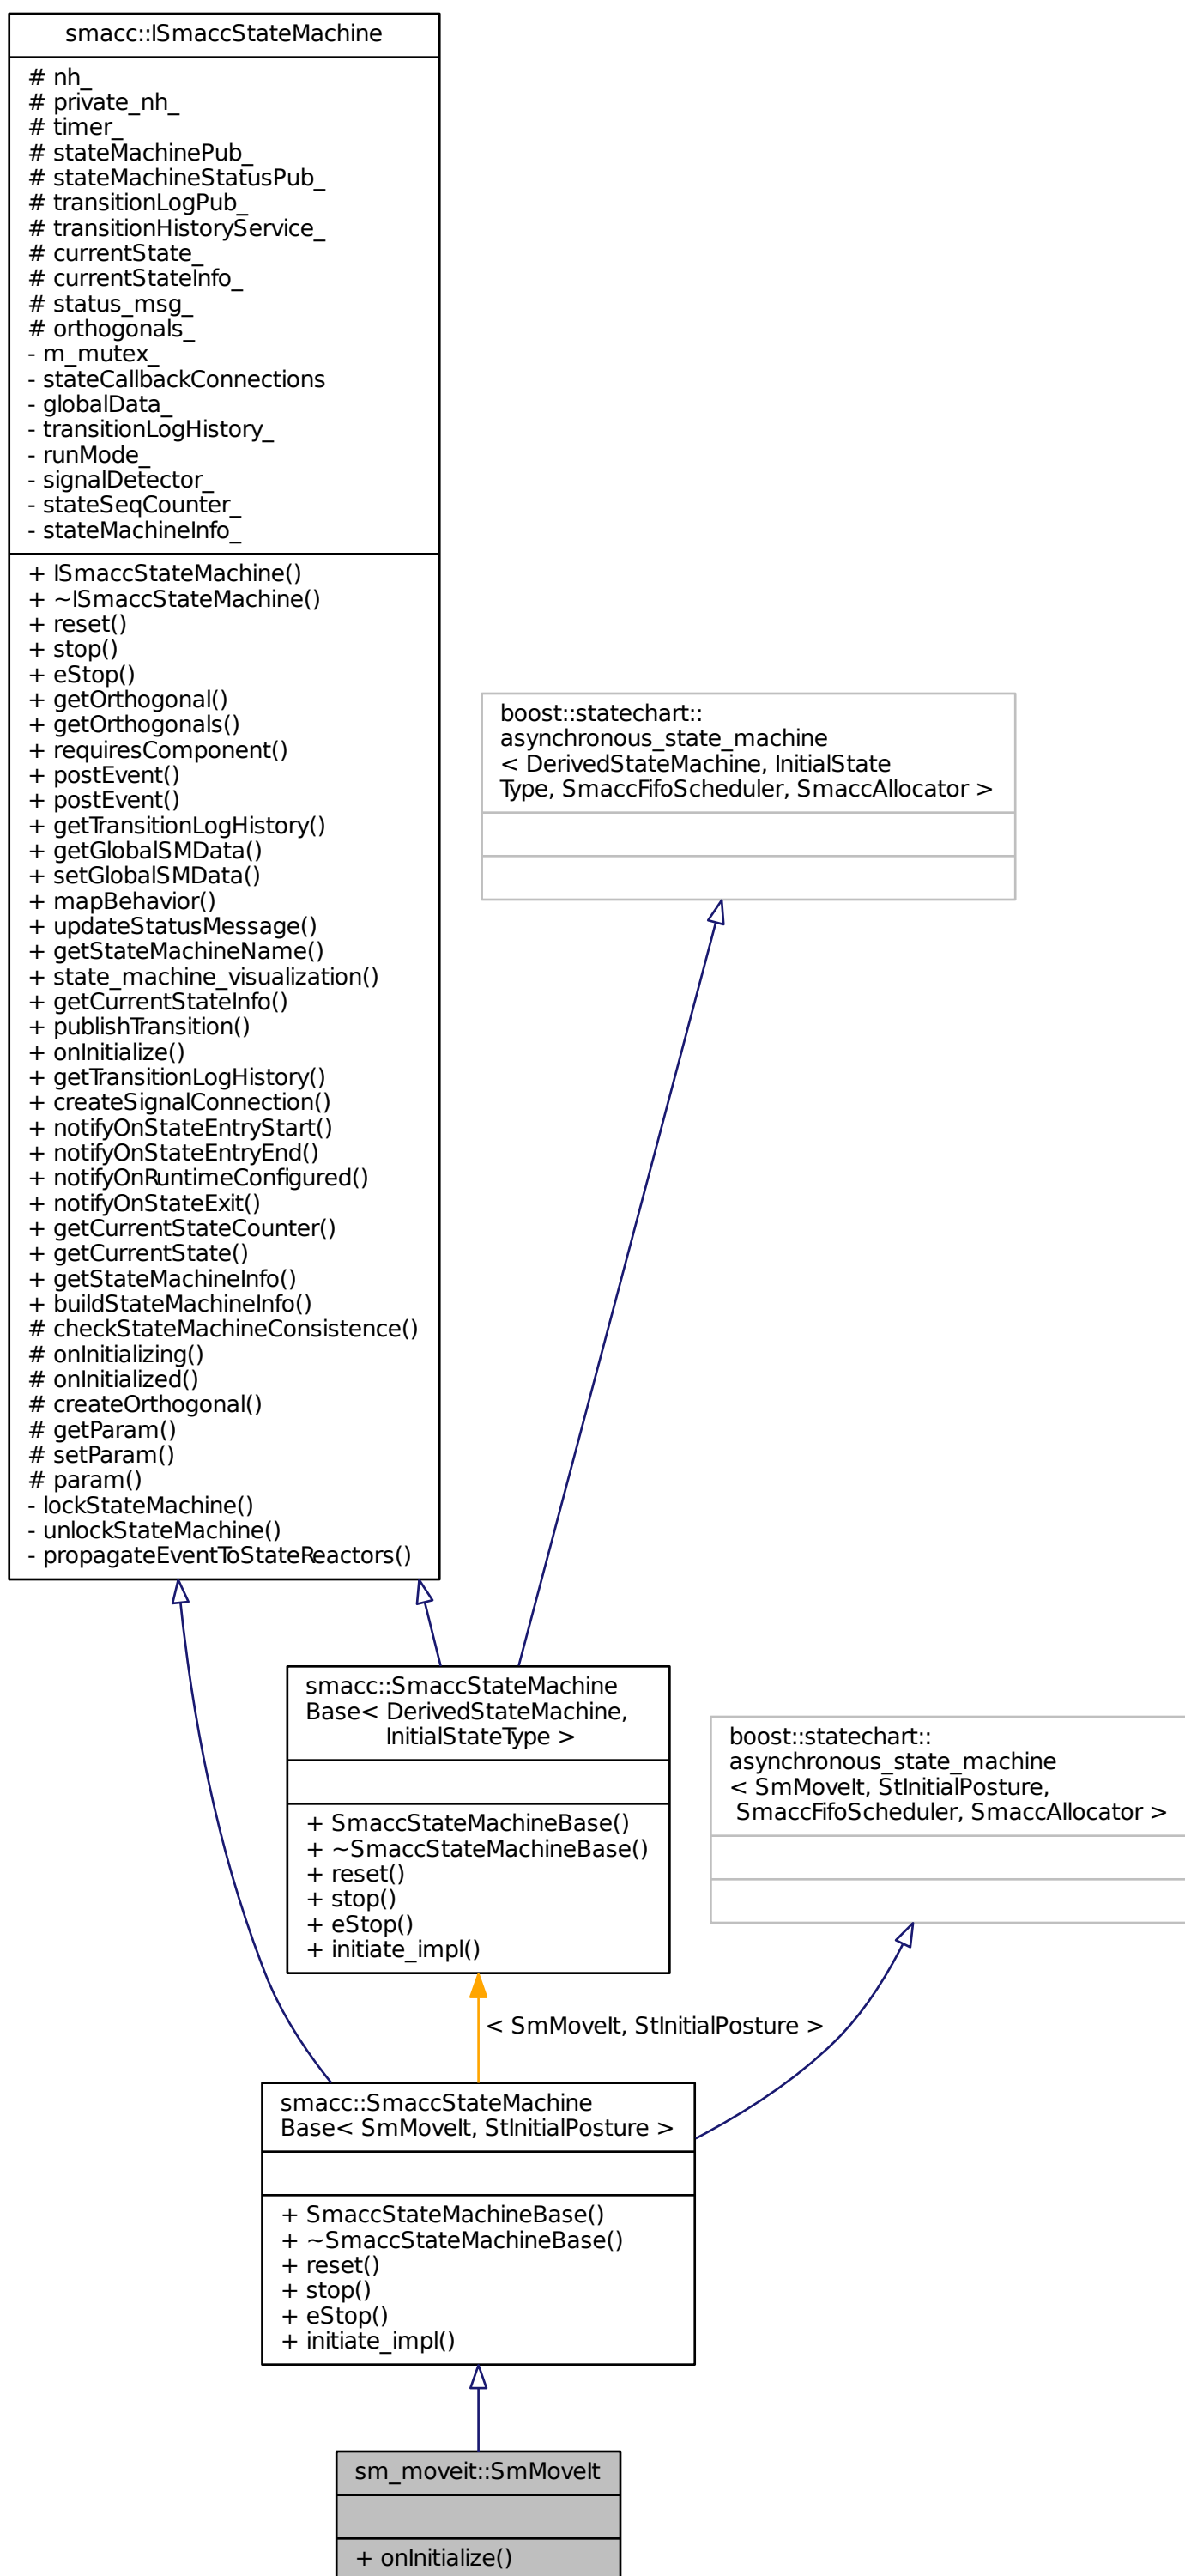 smacc::ISmaccStateMachine
# nh_
# private_nh_
# timer_
# stateMachinePub_
# stateMachineStatusPub_
# transitionLogPub_
# transitionHistoryService_
# currentState_
# currentStateInfo_
# status_msg_
# orthogonals_
- m_mutex_
- stateCallbackConnections
- globalData_
- transitionLogHistory_
- runMode_
- signalDetector_
- stateSeqCounter_
- stateMachineInfo_
+ ISmaccStateMachine()
+ ~ISmaccStateMachine()
+ reset()
+ stop()
+ eStop()
+ getOrthogonal()
+ getOrthogonals()
+ requiresComponent()
+ postEvent()
+ postEvent()
+ getTransitionLogHistory()
+ getGlobalSMData()
+ setGlobalSMData()
+ mapBehavior()
+ updateStatusMessage()
+ getStateMachineName()
+ state_machine_visualization()
+ getCurrentStateInfo()
+ publishTransition()
+ onInitialize()
+ getTransitionLogHistory()
+ createSignalConnection()
+ notifyOnStateEntryStart()
+ notifyOnStateEntryEnd()
+ notifyOnRuntimeConfigured()
+ notifyOnStateExit()
+ getCurrentStateCounter()
+ getCurrentState()
+ getStateMachineInfo()
+ buildStateMachineInfo()
# checkStateMachineConsistence()
# onInitializing()
# onInitialized()
# createOrthogonal()
# getParam()
# setParam()
# param()
- lockStateMachine()
- unlockStateMachine()
- propagateEventToStateReactors()
boost::statechart::
asynchronous_state_machine
< DerivedStateMachine, InitialState
Type, SmaccFifoScheduler, SmaccAllocator >
smacc::SmaccStateMachine
Base< DerivedStateMachine,
InitialStateType >
+ SmaccStateMachineBase()
+ ~SmaccStateMachineBase()
+ reset()
+ stop()
+ eStop()
+ initiate_impl()
boost::statechart::
asynchronous_state_machine
< SmMoveIt, StInitialPosture,
SmaccFifoScheduler, SmaccAllocator >
< SmMoveIt, StInitialPosture >
smacc::SmaccStateMachine
Base< SmMoveIt, StInitialPosture >
+ SmaccStateMachineBase()
+ ~SmaccStateMachineBase()
+ reset()
+ stop()
+ eStop()
+ initiate_impl()
sm_moveit::SmMoveIt
+ onInitialize()